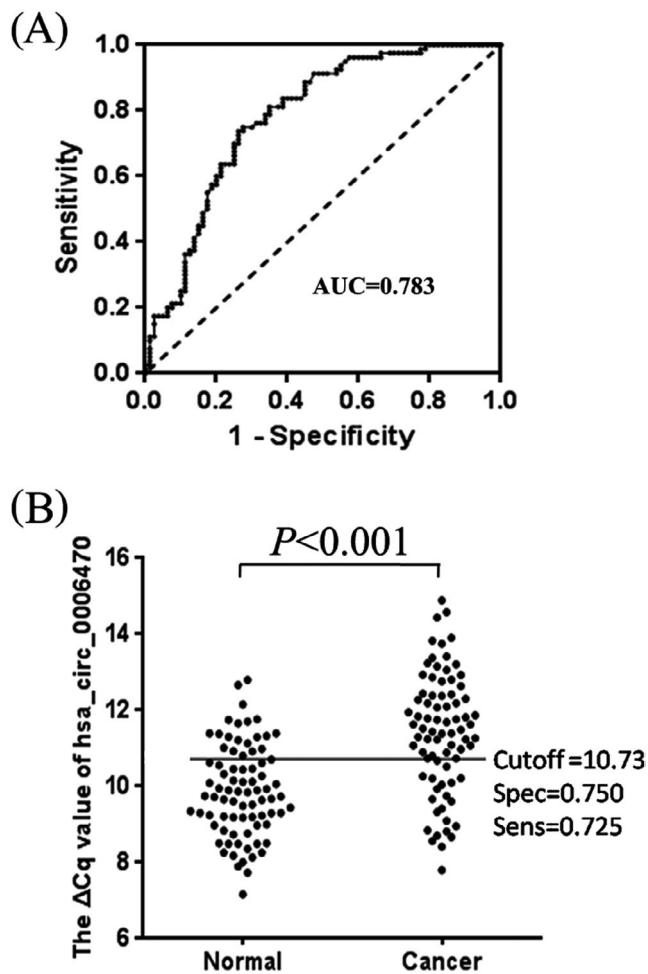 (A)
1.0
0.8
0.6
0.4
0.2
0.0
Sensitivity
AUC=0.783
0.0 0.2 0.4 0.6 0.8 1.0
1 - Specificity
(B)
P<0.001
The ΔCq value of hsa_circ_0006470
16
14
12
10
8
6
Cutoff=10.73
Spec=0.750
Sens=0.725
Normal Cancer